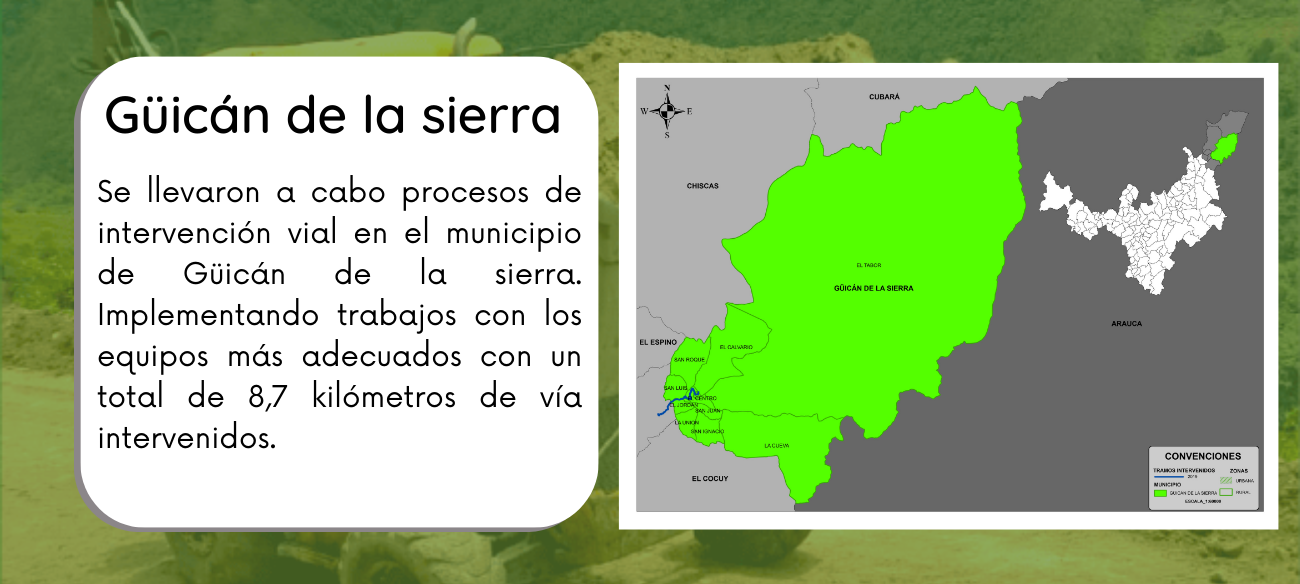 Güicán de la sierra
Se llevaron a cabo procesos de
intervención vial en el municipio
de Güicán de la sierra.
Implementando trabajos con los
equipos más adecuados con un
total de 8,7 kilómetros de vía
intervenidos.
N
W E
S
CUBARÁ
CHISCAS
EL TABOR
GÜICÁN DE LA SIERRA
ARAUCA
EL ESPINO
EL CALVARIO
SAN ROQUE
SAN LUIS
CENTRO
EL JORDAN
SAN JUAN
LA UNION
SAN IGNACIO
LA CUEVA
EL COCUY
CONVENCIONES
TRAMOS INTERVENIDOS ZONAS
2019
URBANA
MUNICIPIO
GÜICÁN DE LA SIERRA RURAL